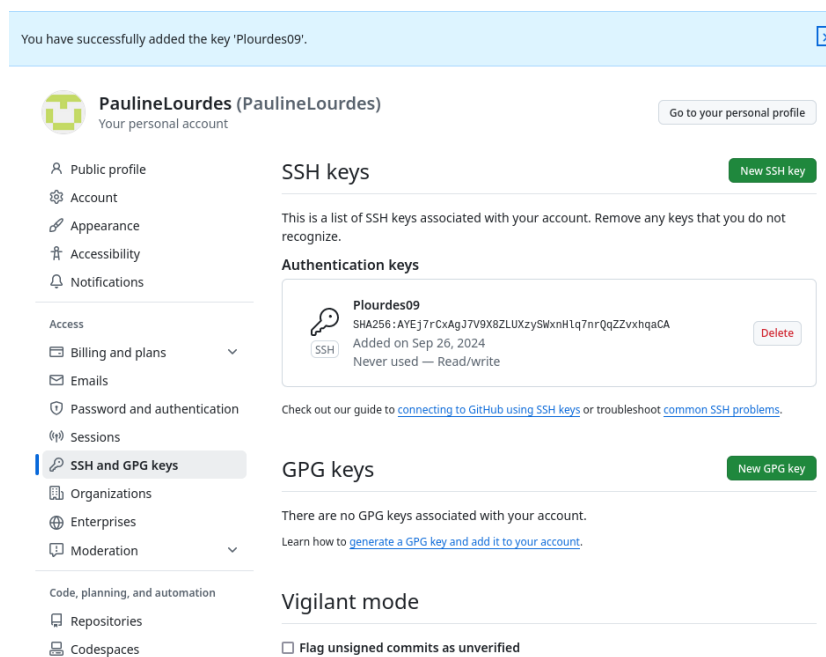 You have successfully added the key 'Plourdes09'.
PaulineLourdes (PaulineLourdes)
Your personal account
Go to your personal profile
Public profile
Account
Appearance
Accessibility
Notifications
Access
Billing and plans
Emails
Password and authentication
Sessions
SSH and GPG keys
Organizations
Enterprises
Moderation
Code, planning, and automation
Repositories
Codespaces
SSH keys
New SSH key
This is a list of SSH keys associated with your account. Remove any keys that you do not
recognize.
Authentication keys
Plourdes09
SHA256:AYEj7rCxAgJ7V9X8ZLUXzySWxnHlq7nrQqZZvxhqaCA
Added on Sep 26, 2024
Never used — Read/write
SSH
Delete
Check out our guide to connecting to GitHub using SSH keys or troubleshoot common SSH problems.
GPG keys
New GPG key
There are no GPG keys associated with your account.
Learn how to generate a GPG key and add it to your account.
Vigilant mode
Flag unsigned commits as unverified